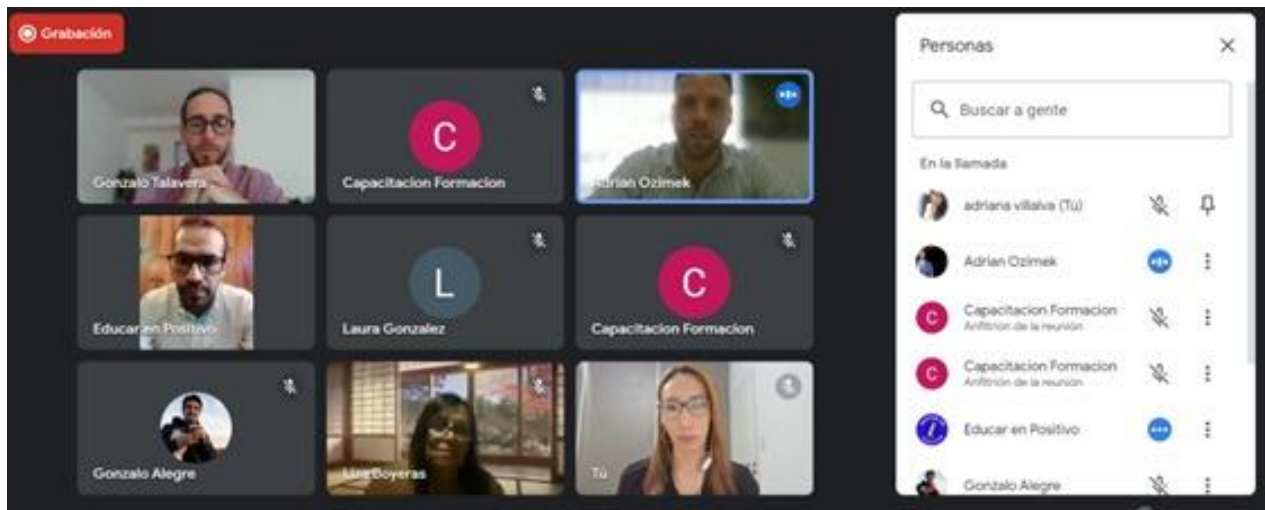 Grabación
Gonzalo Talavera
C
Capacitacion Formacion
Adrian Ozimek
Educar en Positivo
L
Laura Gonzalez
C
Capacitacion Formacion
Gonzalo Alegre
Liza Boyeras
Tú
Personas
Buscar a gente
En la llamada
adriana villalva (Tú)
Adrian Ozimek
C
Capacitacion Formacion
Anfitrión de la reunión
C
Capacitacion Formacion
Anfitrión de la reunión
Educar en Positivo
Gonzalo Alegre